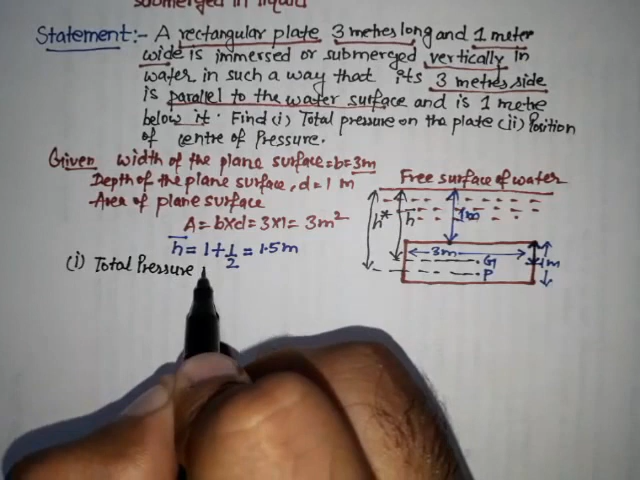 submerged in liquid
Statement:- A rectangular plate 3 metres long and 1 meter
wide is immersed or submerged vertically in
water in such a way that its 3 metres side
is parallel to the water surface and is 1 metre
below it. Find (i) Total pressure on the plate (ii) Position
of centre of Pressure.
Given width of the plane surface = b = 3m
Depth of the plane surface, d = 1 m
Area of plane surface
A = b×d = 3×1 = 3m²
h̄ = 1 + 1/2 = 1.5m
(i) Total Pressure
Free surface of water
h* h̄ 1m
3m
G
P
1m